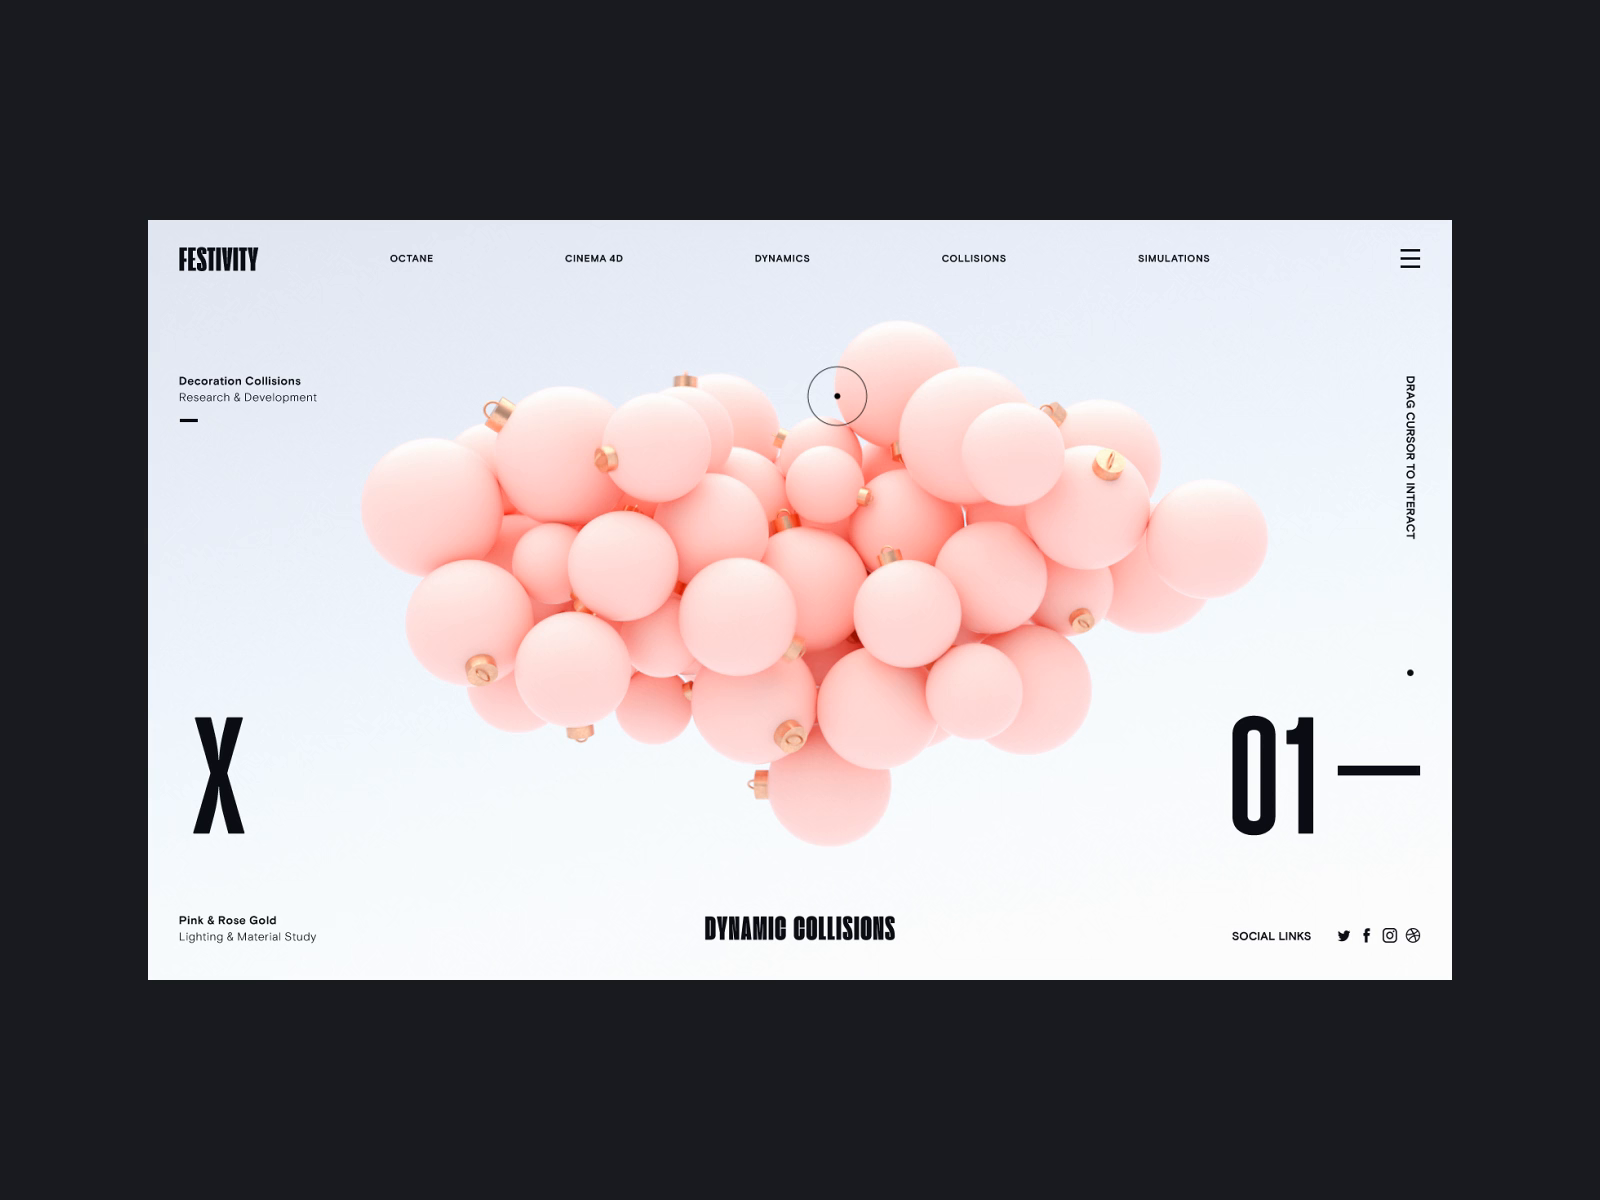 FESTIVITY
OCTANE
CINEMA 4D
DYNAMICS
COLLISIONS
SIMULATIONS
Decoration Collisions
Research & Development
DRAG CURSOR TO INTERACT
X
01
Pink & Rose Gold
Lighting & Material Study
DYNAMIC COLLISIONS
SOCIAL LINKS